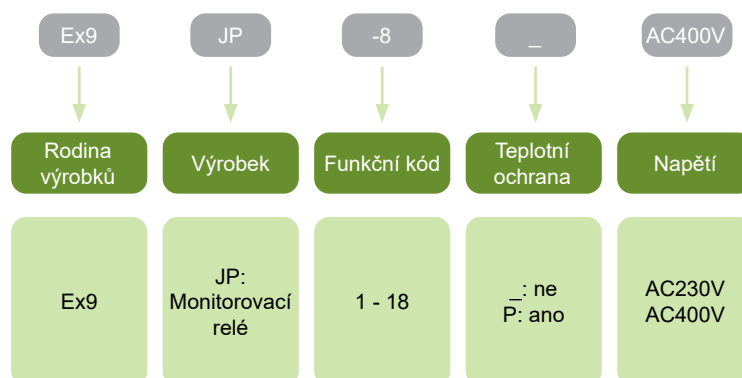 Ex9 JP -8 _ AC400V
Rodina výrobků Výrobek Funkční kód Teplotní ochrana Napětí
Ex9
JP:
Monitorovací
relé
1 - 18
_: ne
P: ano
AC230V
AC400V